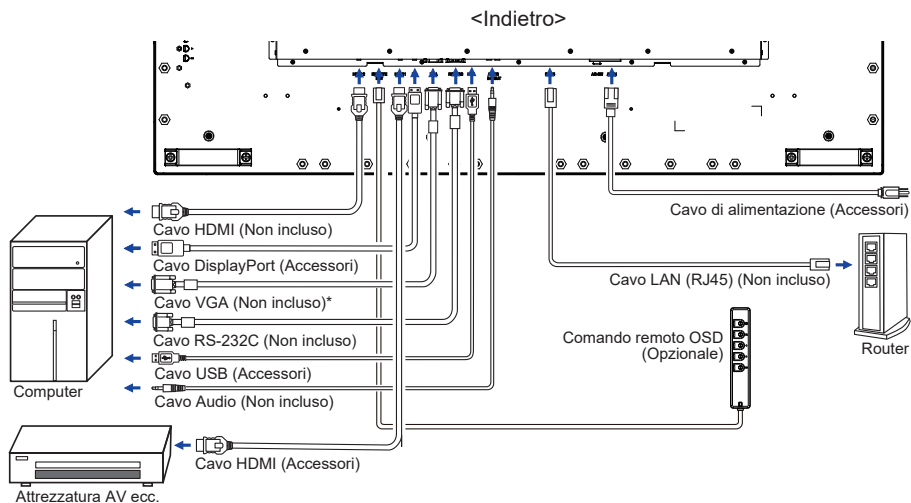 <Indietro>
Cavo HDMI (Non incluso)
Cavo di alimentazione (Accessori)
Cavo DisplayPort (Accessori)
Cavo LAN (RJ45) (Non incluso)
Cavo VGA (Non incluso)*
Cavo RS-232C (Non incluso)
Comando remoto OSD
(Opzionale)
Router
Cavo USB (Accessori)
Computer
Cavo Audio (Non incluso)
Cavo HDMI (Accessori)
Attrezzatura AV ecc.